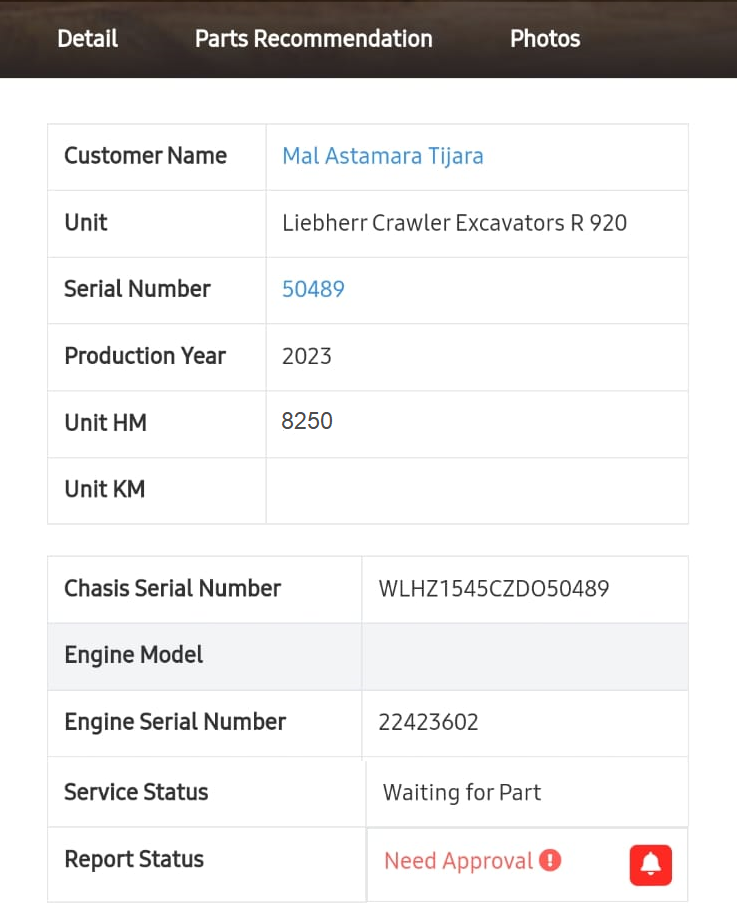 Detail Parts Recommendation Photos
Customer Name Mal Astamara Tijara
Unit Liebherr Crawler Excavators R 920
Serial Number 50489
Production Year 2023
Unit HM 8250
Unit KM
Chasis Serial Number WLHZ1545CZDO50489
Engine Model
Engine Serial Number 22423602
Service Status Waiting for Part
Report Status Need Approval !